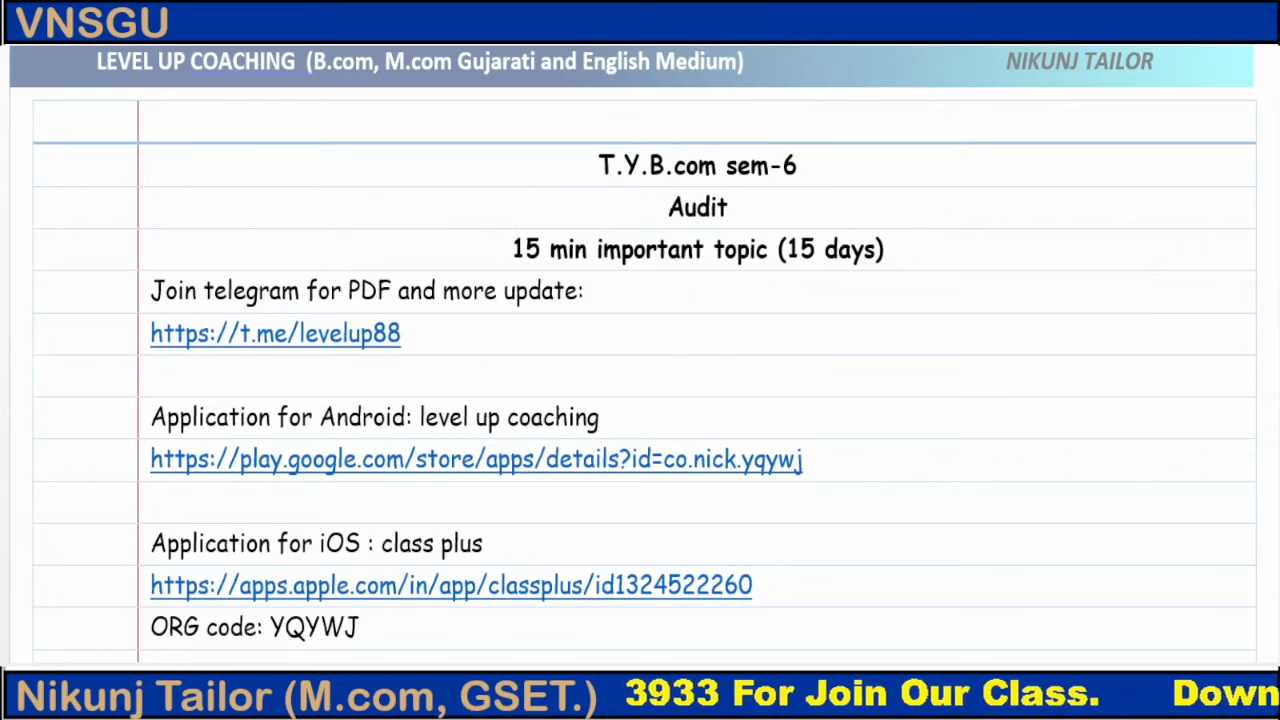 VNSGU
LEVEL UP COACHING (B.com, M.com Gujarati and English Medium) NIKUNJ TAILOR
T.Y.B.com sem-6
Audit
15 min important topic (15 days)
Join telegram for PDF and more update:
https://t.me/levelup88
Application for Android: level up coaching
https://play.google.com/store/apps/details?id=co.nick.yqywj
Application for iOS : class plus
https://apps.apple.com/in/app/classplus/id1324522260
ORG code: YQYWJ
Nikunj Tailor (M.com, GSET.) 3933 For Join Our Class. Down